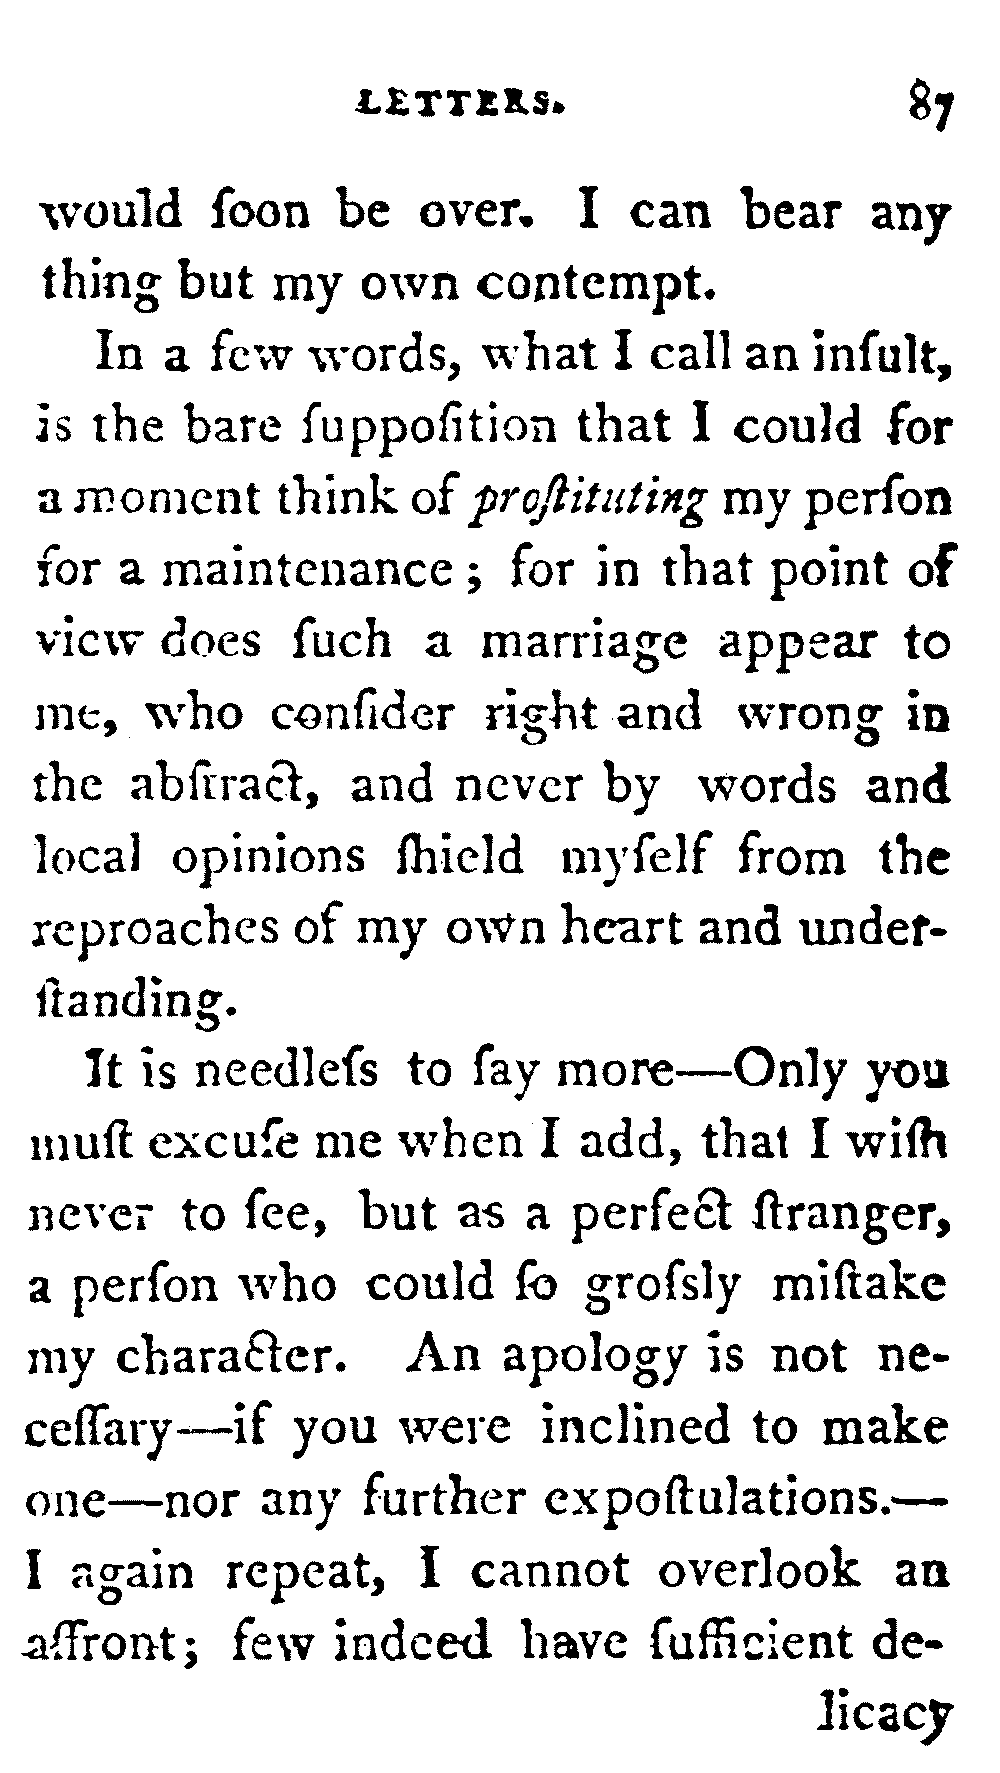 LETTERS. 87
would ſoon be over. I can bear any
thing but my own contempt.
In a few words, what I call an inſult,
is the bare ſuppoſition that I could for
a moment think of proſtituting my perſon
for a maintenance; for in that point of
view does ſuch a marriage appear to
me, who conſider right and wrong in
the abſtract, and never by words and
local opinions ſhield myſelf from the
reproaches of my own heart and under-
ſtanding.
It is needleſs to ſay more—Only you
muſt excuſe me when I add, that I wiſh
never to ſee, but as a perfect ſtranger,
a perſon who could ſo groſsly miſtake
my character. An apology is not ne-
ceſſary—if you were inclined to make
one—nor any further expoſtulations.—
I again repeat, I cannot overlook an
affront; few indeed have ſufficient de-
licacy